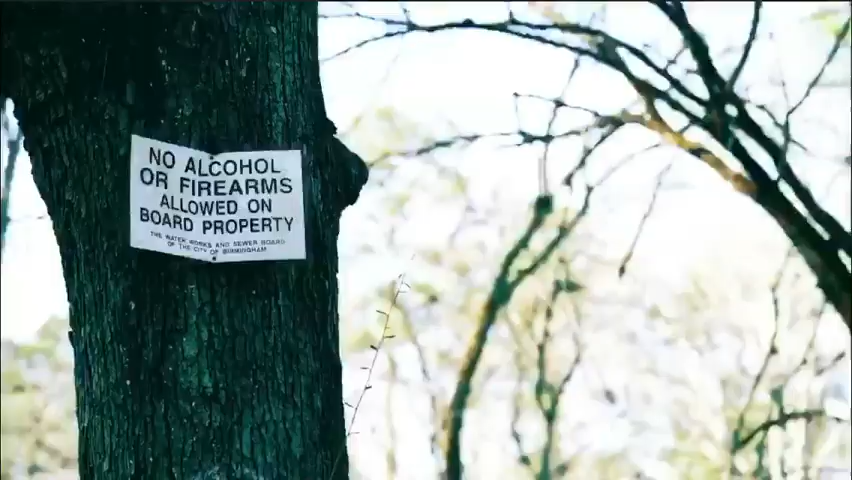 NO ALCOHOL
OR FIREARMS
ALLOWED ON
BOARD PROPERTY
THE WATER WORKS AND SEWER BOARD
OF THE CITY OF BIRMINGHAM